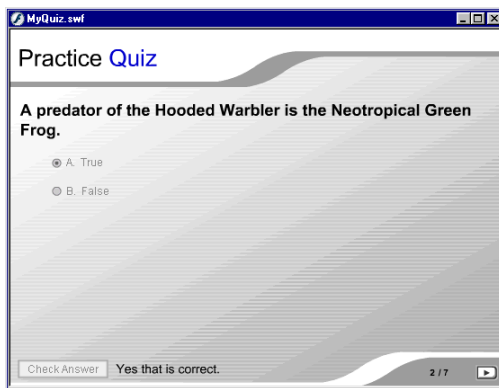 MyQuiz.swf
Practice Quiz
A predator of the Hooded Warbler is the Neotropical Green
Frog.
A. True
B. False
Check Answer Yes that is correct.
2 / 7